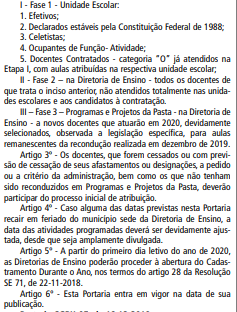 I - Fase 1 - Unidade Escolar:
1. Efetivos;
2. Declarados estáveis pela Constituição Federal de 1988;
3. Celetistas;
4. Ocupantes de Função- Atividade;
5. Docentes Contratados - categoria “O” já atendidos na
Etapa I, com aulas atribuídas na respectiva unidade escolar;
II - Fase 2 – na Diretoria de Ensino - todos os docentes de
que trata o inciso anterior, não atendidos totalmente nas uni-
dades escolares e aos candidatos à contratação.
III – Fase 3 – Programas e Projetos da Pasta - na Diretoria de
Ensino - a novos docentes que atuarão em 2020, devidamente
selecionados, observada a legislação específica, para aulas
remanescentes da recondução realizada em dezembro de 2019.
Artigo 3º - Os docentes, que forem cessados ou com previ-
são de cessação de seus afastamentos ou designações, a pedido
ou a critério da administração, bem como os que não tenham
sido reconduzidos em Programas e Projetos da Pasta, deverão
participar do processo inicial de atribuição.
Artigo 4º - Caso alguma das datas previstas nesta Portaria
recair em feriado do município sede da Diretoria de Ensino, a
data das atividades programadas deverá ser devidamente ajus-
tada, desde que seja amplamente divulgada.
Artigo 5º - A partir do primeiro dia letivo do ano de 2020,
as Diretorias de Ensino poderão proceder à abertura do Cadas-
tramento Durante o Ano, nos termos do artigo 28 da Resolução
SE 71, de 22-11-2018.
Artigo 6º - Esta Portaria entra em vigor na data de sua
publicação.